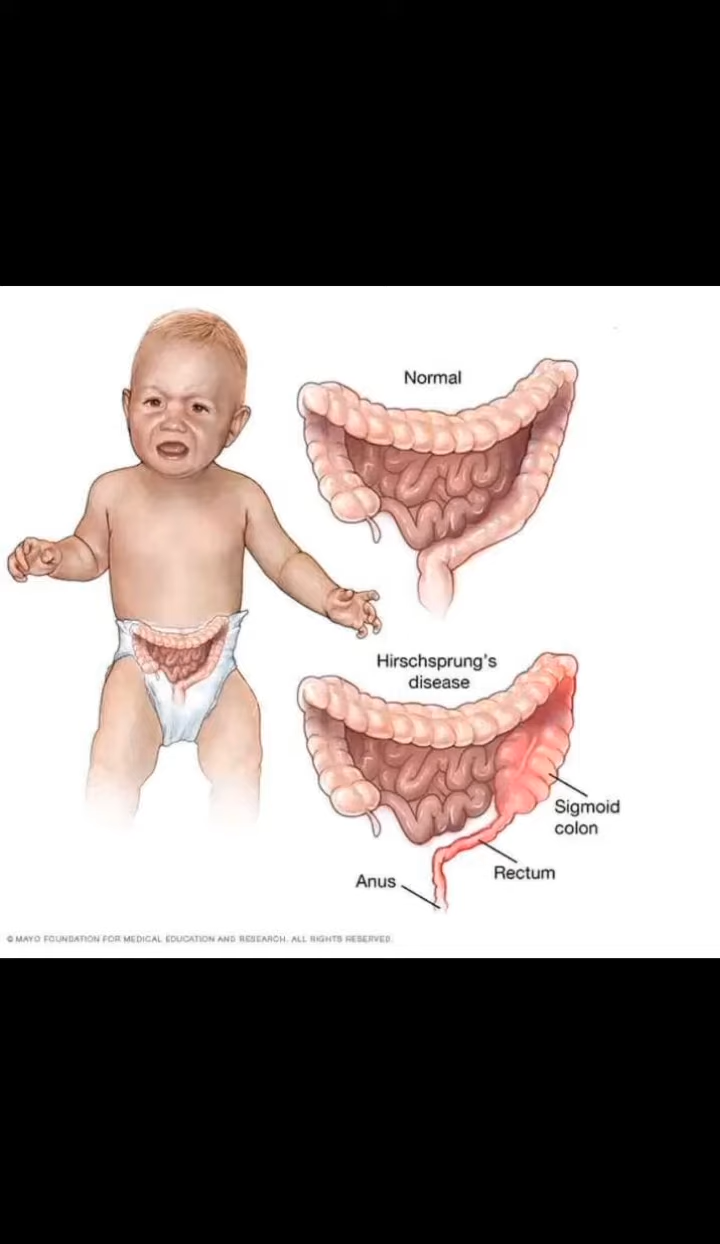 Normal
Hirschsprung's
disease
Sigmoid
colon
Rectum
Anus
© MAYO FOUNDATION FOR MEDICAL EDUCATION AND RESEARCH. ALL RIGHTS RESERVED.